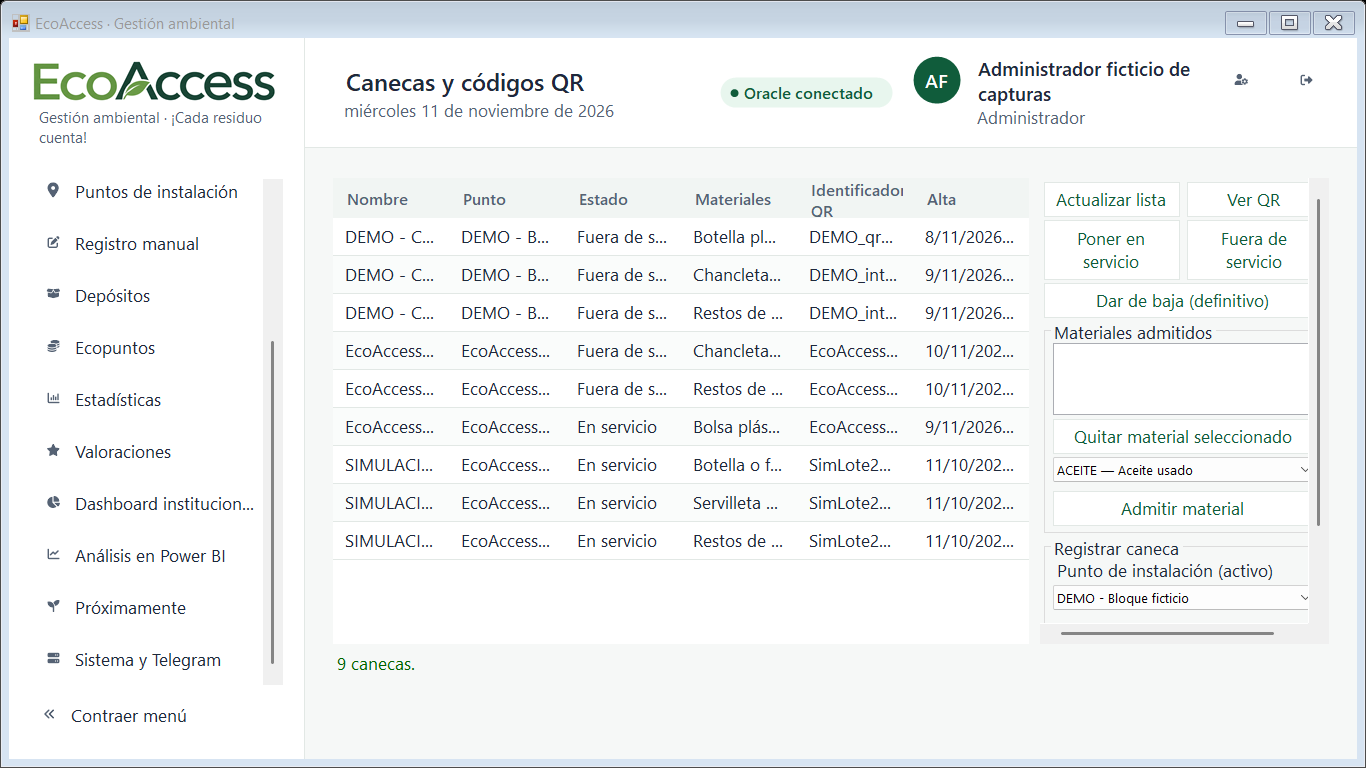 EcoAccess · Gestión ambiental
EcoAccess
Gestión ambiental · ¡Cada residuo
cuenta!
Puntos de instalación
Registro manual
Depósitos
Ecopuntos
Estadísticas
Valoraciones
Dashboard institucion...
Análisis en Power BI
Próximamente
Sistema y Telegram
Contraer menú
Canecas y códigos QR
miércoles 11 de noviembre de 2026
Oracle conectado
AF
Administrador ficticio de
capturas
Administrador
Nombre Punto Estado Materiales Identificador QR Alta
DEMO - C... DEMO - B... Fuera de s... Botella pl... DEMO_qr... 8/11/2026...
DEMO - C... DEMO - B... Fuera de s... Chancleta... DEMO_int... 9/11/2026...
DEMO - C... DEMO - B... Fuera de s... Restos de ... DEMO_int... 9/11/2026...
EcoAccess... EcoAccess... Fuera de s... Chancleta... EcoAccess... 10/11/202...
EcoAccess... EcoAccess... Fuera de s... Restos de ... EcoAccess... 10/11/202...
EcoAccess... EcoAccess... En servicio Bolsa plás... EcoAccess... 9/11/2026...
SIMULACI... EcoAccess... En servicio Botella o f... SimLote2... 11/10/202...
SIMULACI... EcoAccess... En servicio Servilleta ... SimLote2... 11/10/202...
SIMULACI... EcoAccess... En servicio Restos de ... SimLote2... 11/10/202...
9 canecas.
Actualizar lista
Ver QR
Poner en
servicio
Fuera de
servicio
Dar de baja (definitivo)
Materiales admitidos
Quitar material seleccionado
ACEITE — Aceite usado
Admitir material
Registrar caneca
Punto de instalación (activo)
DEMO - Bloque ficticio